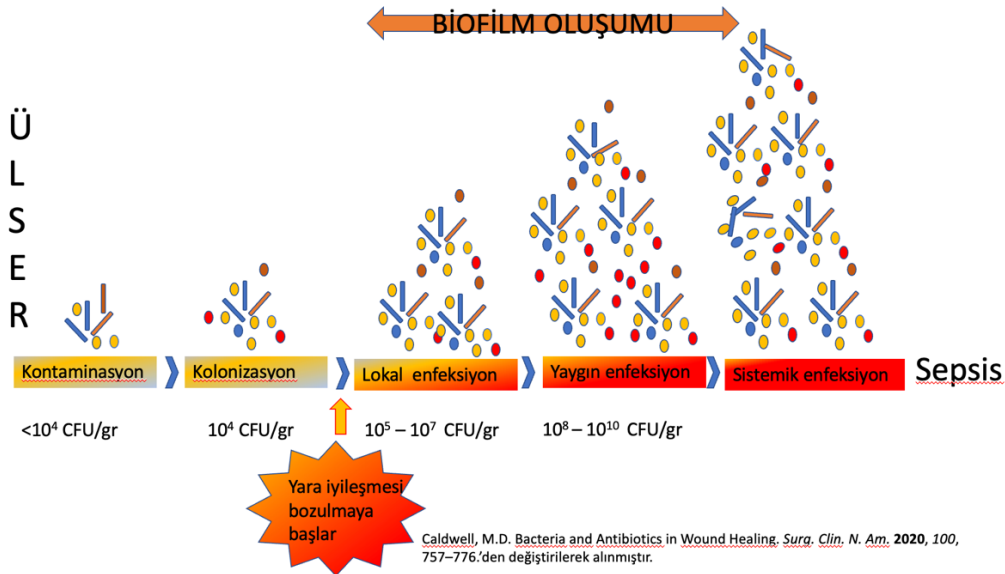 BİOFİLM OLUŞUMU
Ü
L
S
E
R
Kontaminasyon
Kolonizasyon
Lokal enfeksiyon
Yaygın enfeksiyon
Sistemik enfeksiyon
Sepsis
<10⁴ CFU/gr
10⁴ CFU/gr
10⁵ – 10⁷ CFU/gr
10⁸ – 10¹⁰ CFU/gr
Yara iyileşmesi
bozulmaya
başlar
Caldwell, M.D. Bacteria and Antibiotics in Wound Healing. Surg. Clin. N. Am. 2020, 100,
757–776.’den değiştirilerek alınmıştır.